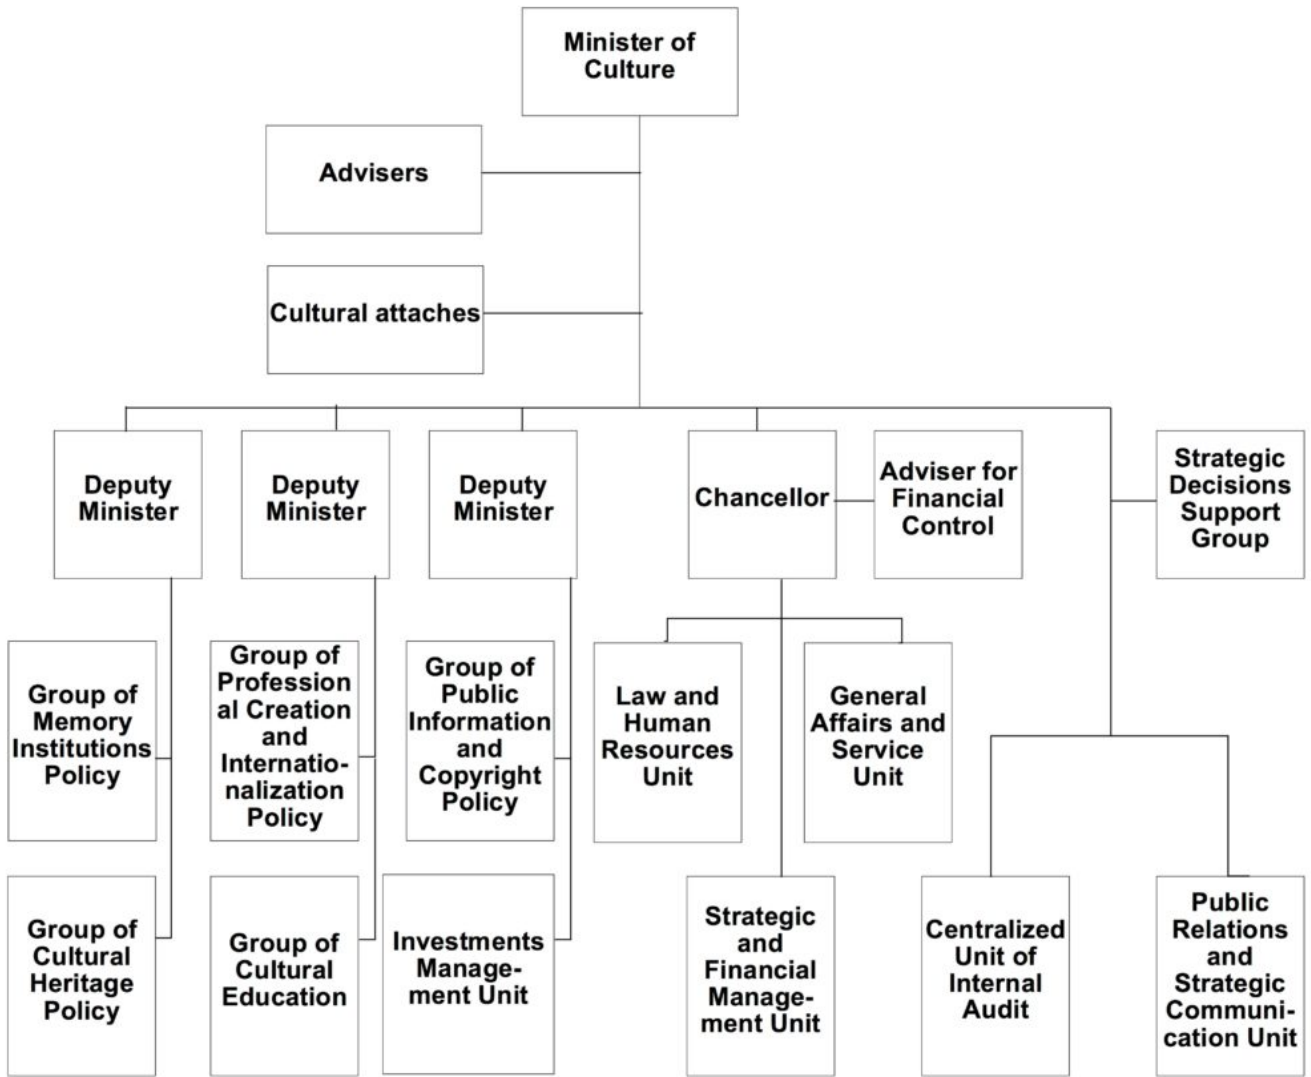 Minister of
Culture
Advisers
Cultural attaches
Deputy
Minister
Deputy
Minister
Deputy
Minister
Chancellor
Adviser for
Financial
Control
Strategic
Decisions
Support
Group
Group of
Memory
Institutions
Policy
Group of
Profession
al Creation
and
Internatio-
nalization
Policy
Group of
Public
Information
and
Copyright
Policy
Law and
Human
Resources
Unit
General
Affairs and
Service
Unit
Group of
Cultural
Heritage
Policy
Group of
Cultural
Education
Investments
Manage-
ment Unit
Strategic
and
Financial
Manage-
ment Unit
Centralized
Unit of
Internal
Audit
Public
Relations
and
Strategic
Communi-
cation Unit